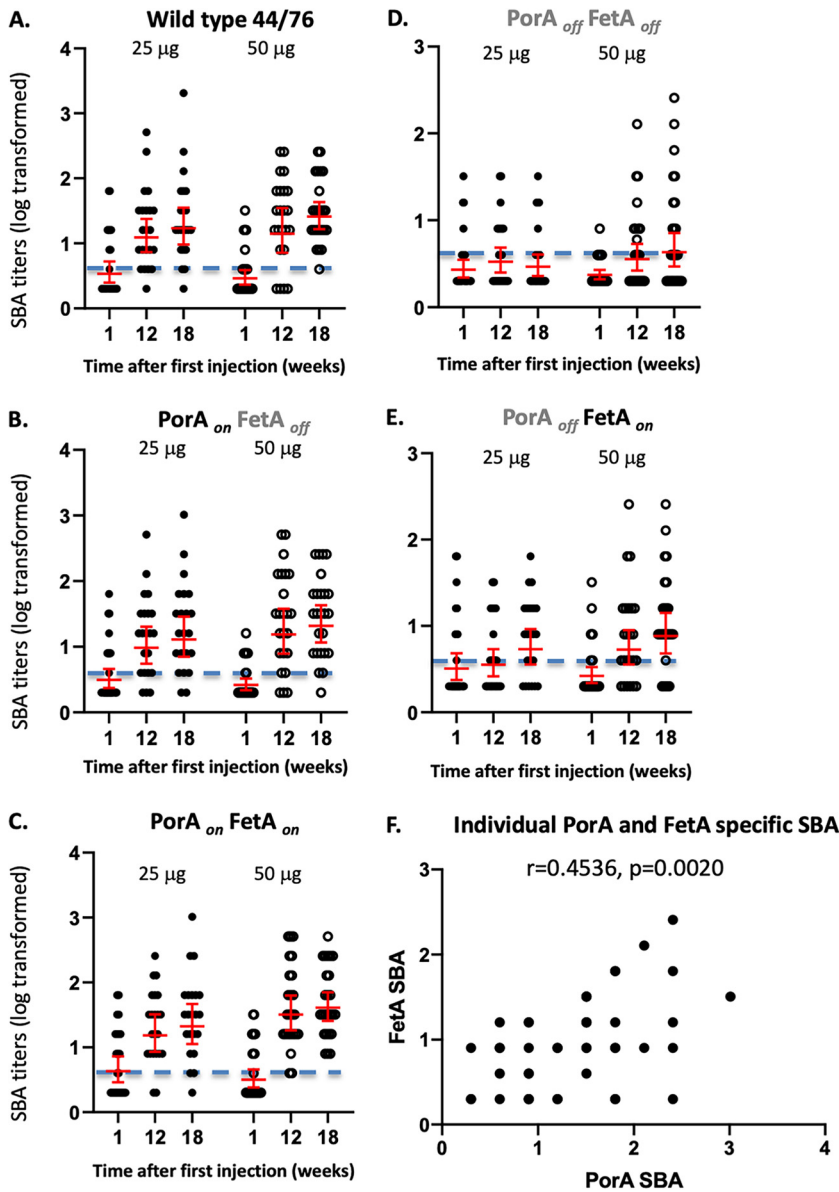 A.
Wild type 44/76
25 μg 50 μg
SBA titers (log transformed)
4
3
2
1
0
1 12 18 1 12 18
Time after first injection (weeks)
B.
PorA on FetA off
25 μg 50 μg
SBA titers (log transformed)
4
3
2
1
0
1 12 18 1 12 18
Time after first injection (weeks)
C.
PorA on FetA on
25 μg 50 μg
SBA titers (log transformed)
4
3
2
1
0
1 12 18 1 12 18
Time after first injection (weeks)
D.
PorA off FetA off
25 μg 50 μg
3
2
1
0
1 12 18 1 12 18
Time after first injection (weeks)
E.
PorA off FetA on
25 μg 50 μg
3
2
1
0
1 12 18 1 12 18
Time after first injection (weeks)
F. Individual PorA and FetA specific SBA
r=0.4536, p=0.0020
FetA SBA
3
2
1
0
0 1 2 3 4
PorA SBA